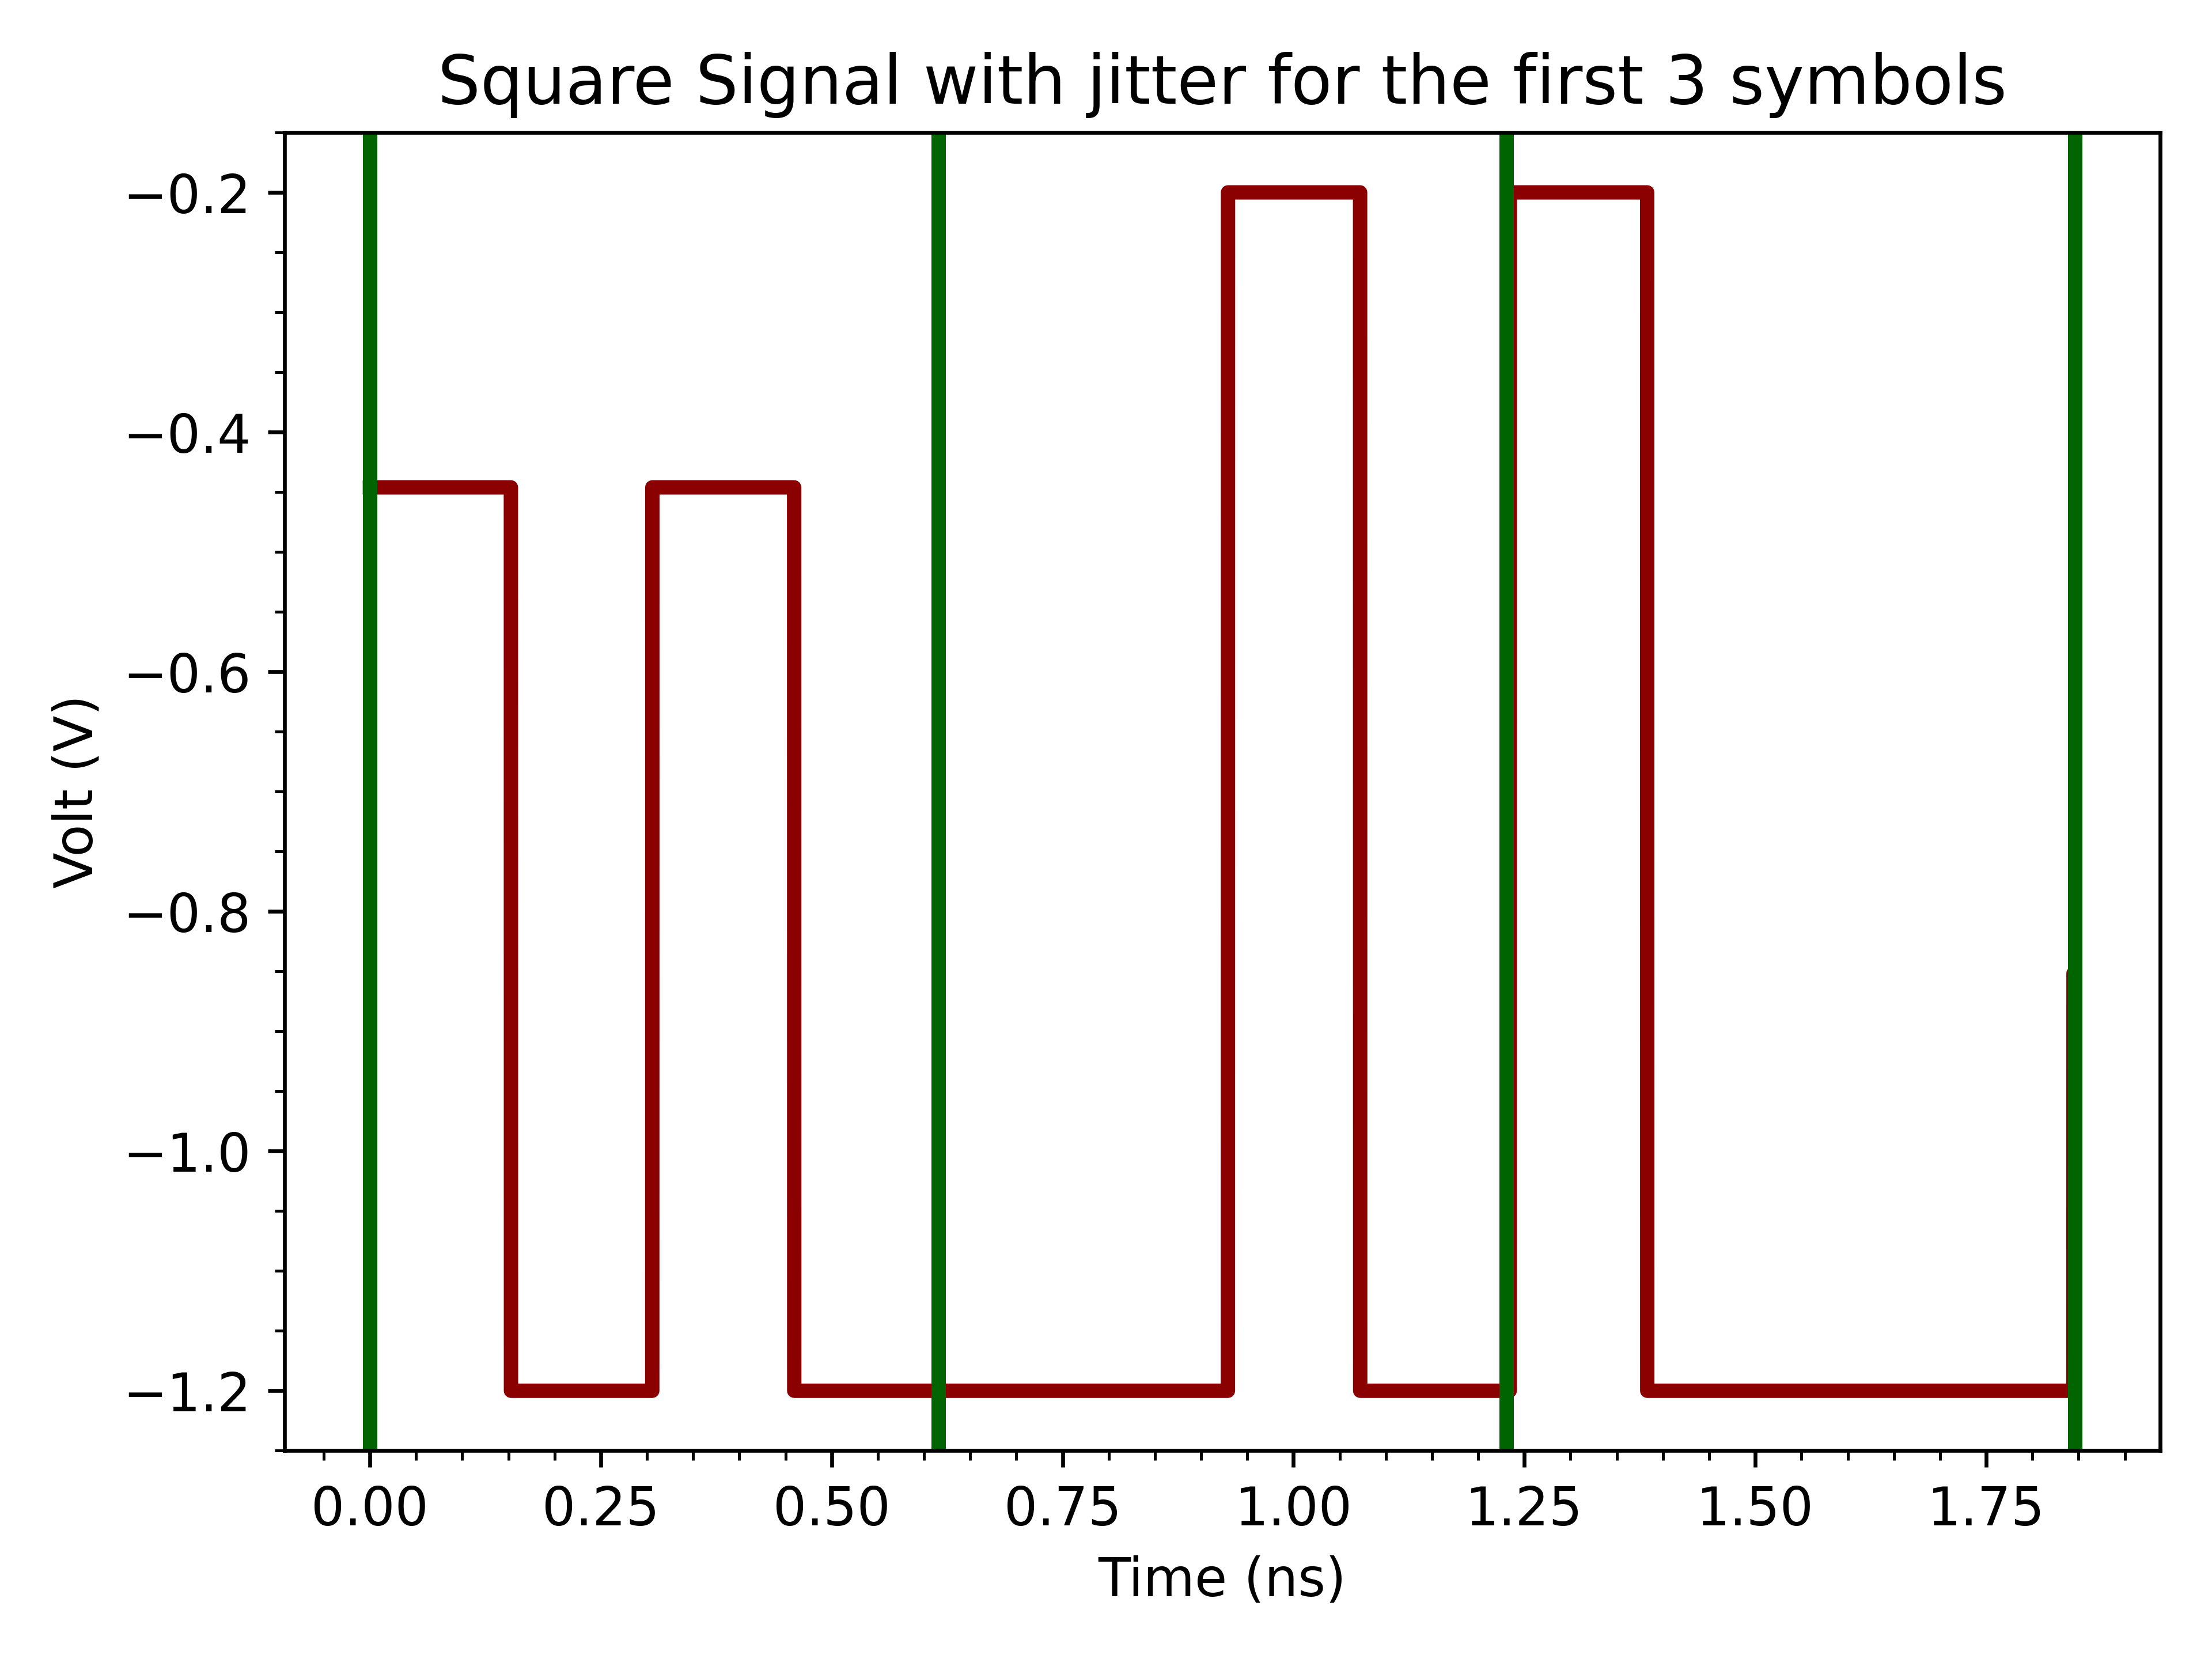 Square Signal with jitter for the first 3 symbols
−0.2
−0.4
−0.6
−0.8
−1.0
−1.2
Volt (V)
0.00 0.25 0.50 0.75 1.00 1.25 1.50 1.75
Time (ns)